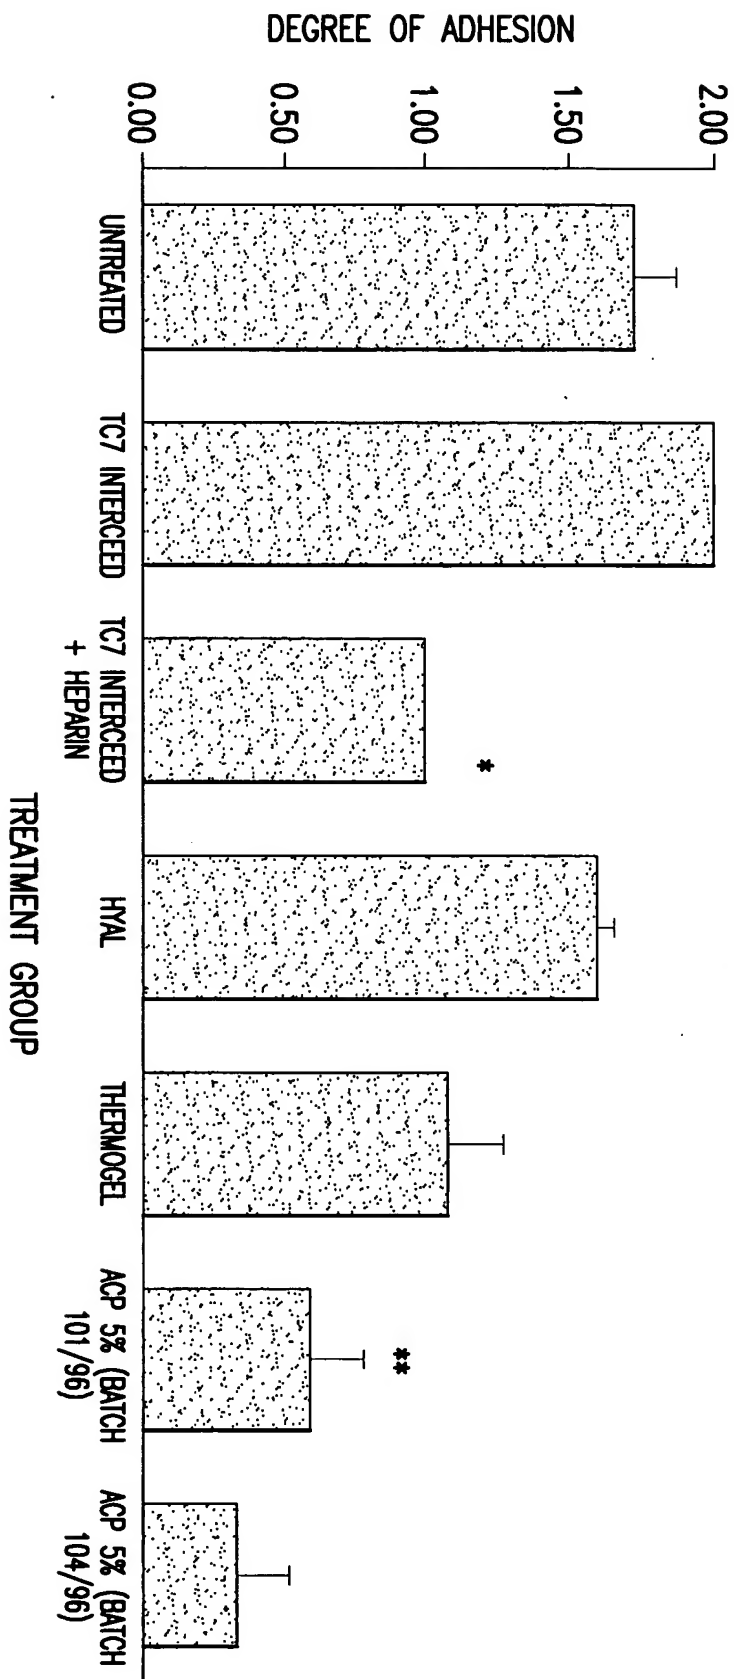 DEGREE OF ADHESION
2.00
1.50
1.00
0.50
0.00
*
**
UNTREATED
TC7 INTERCEED
TC7 INTERCEED
+ HEPARIN
HYAL
THERMOGEL
ACP 5% (BATCH
101/96)
ACP 5% (BATCH
104/96)
TREATMENT GROUP